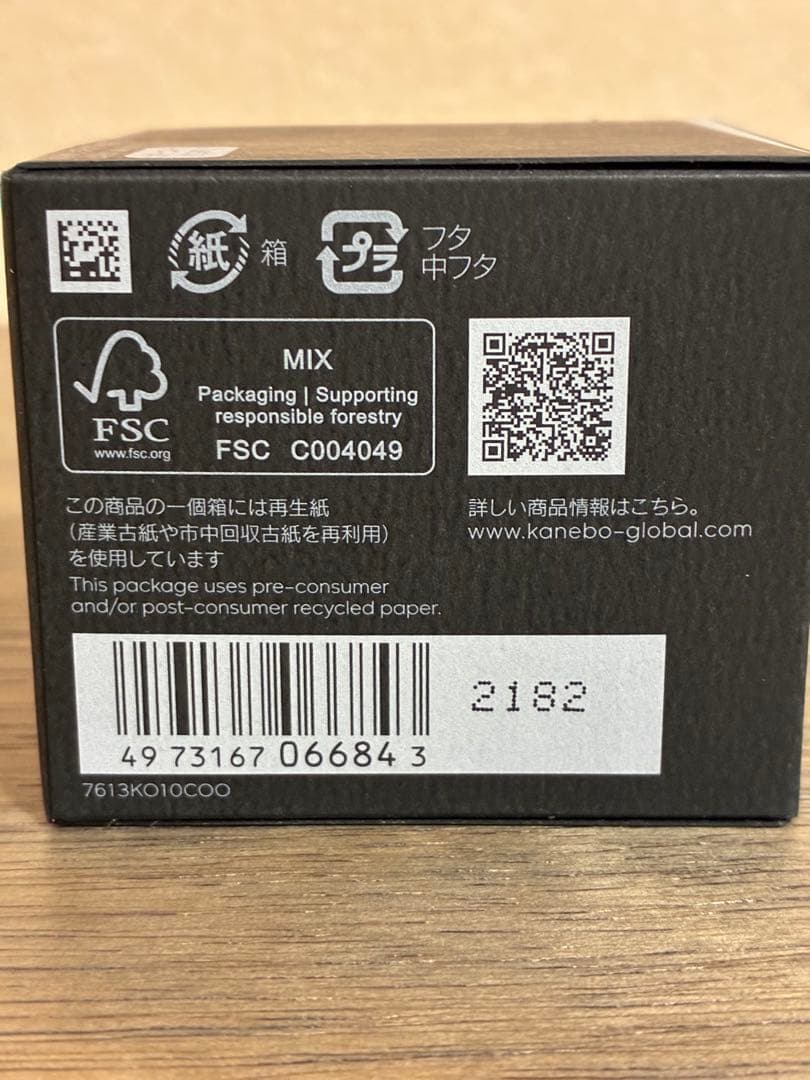 紙 箱
プラ フタ
中フタ
MIX
Packaging | Supporting
responsible forestry
FSC
www.fsc.org
FSC C004049
この商品の一個箱には再生紙
(産業古紙や市中回収古紙を再利用)
を使用しています
This package uses pre-consumer
and/or post-consumer recycled paper.
詳しい商品情報はこちら。
www.kanebo-global.com
2182
49 73167 06684 3
7613KO10COO